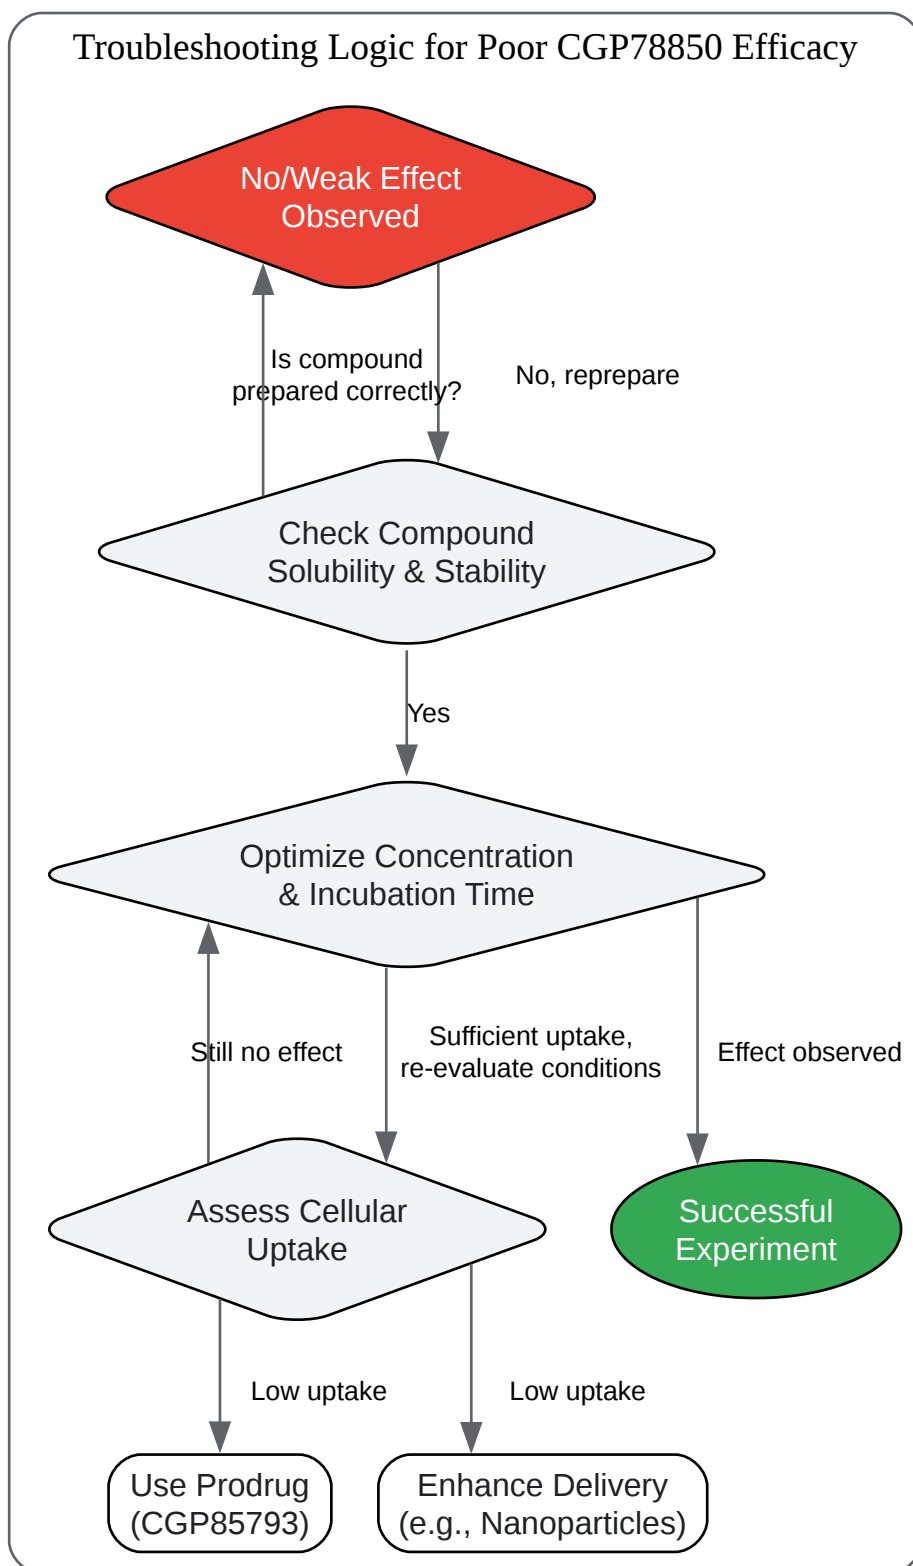 Troubleshooting Logic for Poor CGP78850 Efficacy
No/Weak Effect
Observed
Is compound
prepared correctly?
No, reprepare
Check Compound
Solubility & Stability
Yes
Optimize Concentration
& Incubation Time
Still no effect
Sufficient uptake,
re-evaluate conditions
Effect observed
Assess Cellular
Uptake
Successful
Experiment
Low uptake
Low uptake
Use Prodrug
(CGP85793)
Enhance Delivery
(e.g., Nanoparticles)